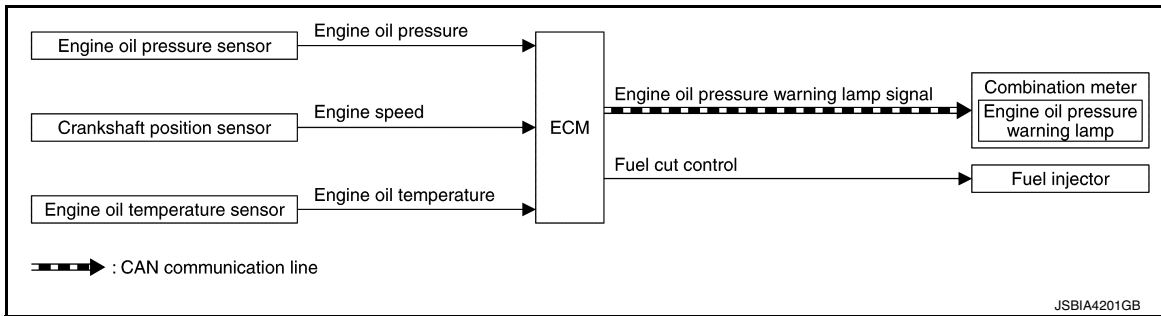 Engine oil pressure sensor
Engine oil pressure
Crankshaft position sensor
Engine speed
Engine oil temperature sensor
Engine oil temperature
ECM
Engine oil pressure warning lamp signal
Fuel cut control
Combination meter
Engine oil pressure
warning lamp
Fuel injector
: CAN communication line
JSBIA4201GB